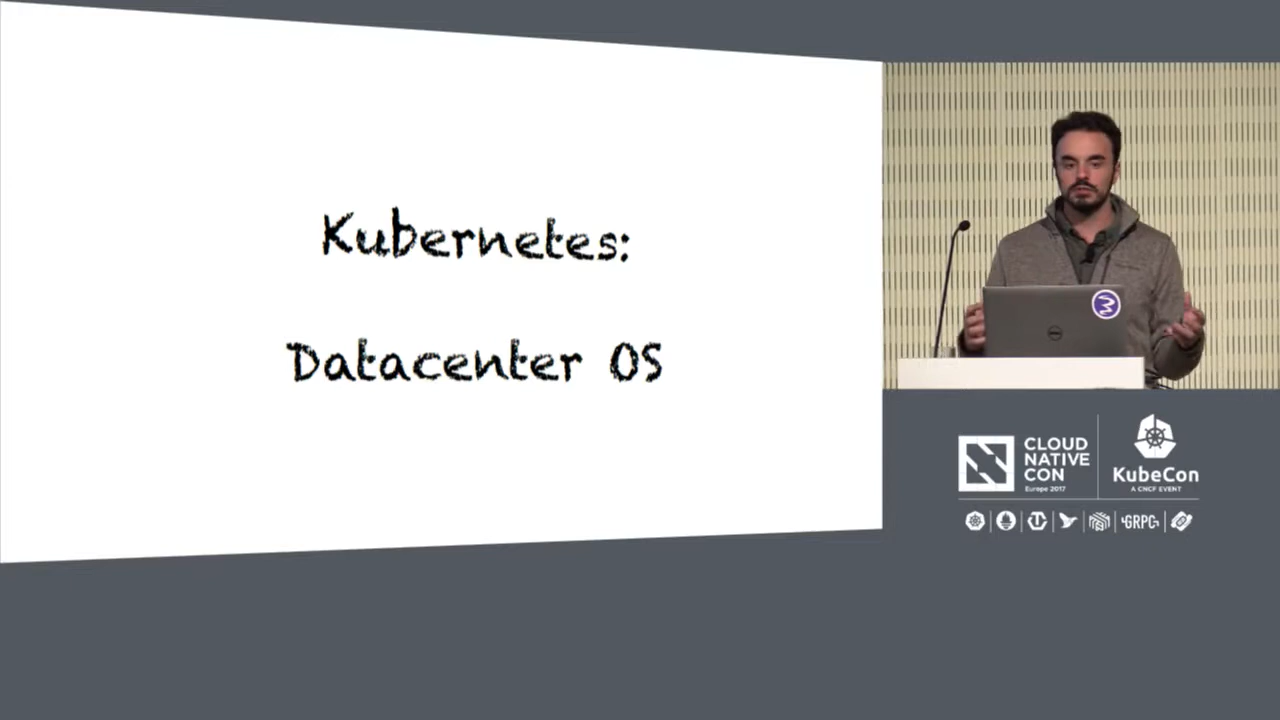 Kubernetes:
Datacenter OS
CLOUD
NATIVE
CON
Europe 2017
KubeCon
A CNCF EVENT
GRPC